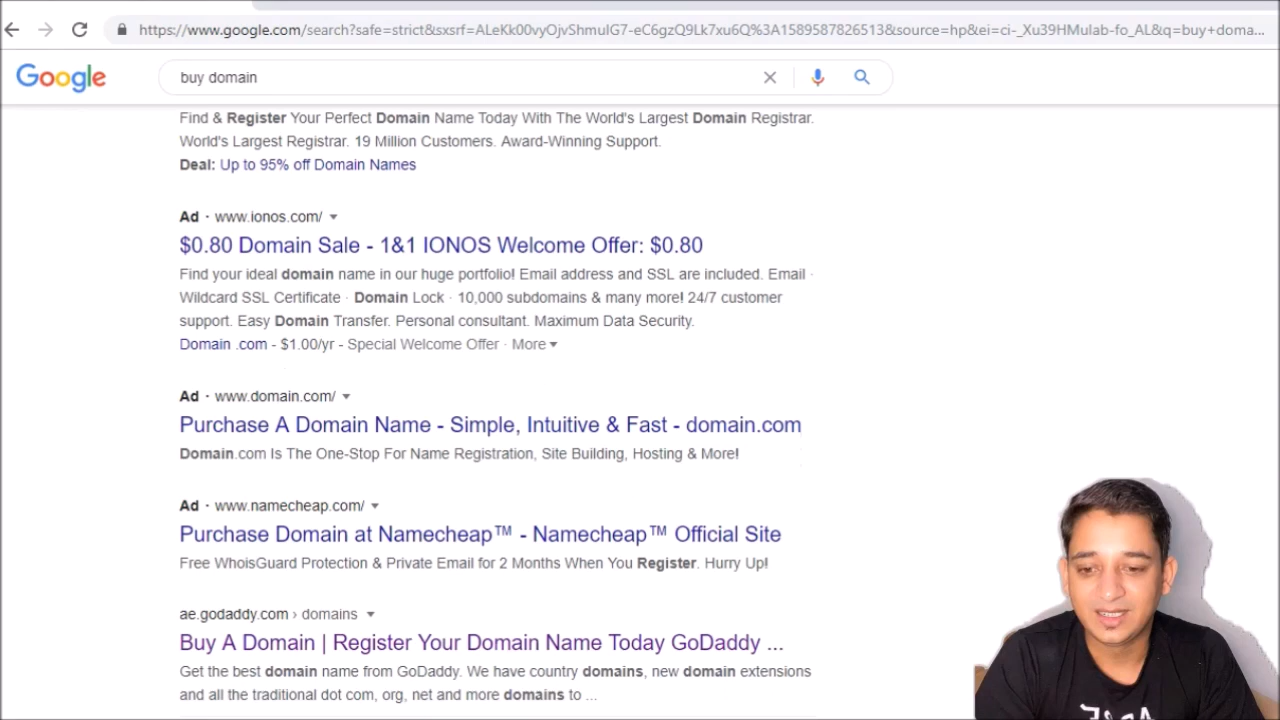 https://www.google.com/search?safe=strict&sxsrf=ALeKk00vyOjvShmuIG7-eC6gzQ9Lk7xu6Q%3A1589587826513&source=hp&ei=ci-_Xu39HMulab-fo_AL&q=buy+doma...
Google
buy domain
Find & Register Your Perfect Domain Name Today With The World's Largest Domain Registrar.
World's Largest Registrar. 19 Million Customers. Award-Winning Support.
Deal: Up to 95% off Domain Names
Ad · www.ionos.com/
$0.80 Domain Sale - 1&1 IONOS Welcome Offer: $0.80
Find your ideal domain name in our huge portfolio! Email address and SSL are included. Email ·
Wildcard SSL Certificate · Domain Lock · 10,000 subdomains & many more! 24/7 customer
support. Easy Domain Transfer. Personal consultant. Maximum Data Security.
Domain .com - $1.00/yr - Special Welcome Offer · More
Ad · www.domain.com/
Purchase A Domain Name - Simple, Intuitive & Fast - domain.com
Domain.com Is The One-Stop For Name Registration, Site Building, Hosting & More!
Ad · www.namecheap.com/
Purchase Domain at Namecheap™ - Namecheap™ Official Site
Free WhoisGuard Protection & Private Email for 2 Months When You Register. Hurry Up!
ae.godaddy.com › domains
Buy A Domain | Register Your Domain Name Today GoDaddy ...
Get the best domain name from GoDaddy. We have country domains, new domain extensions
and all the traditional dot com, org, net and more domains to ...